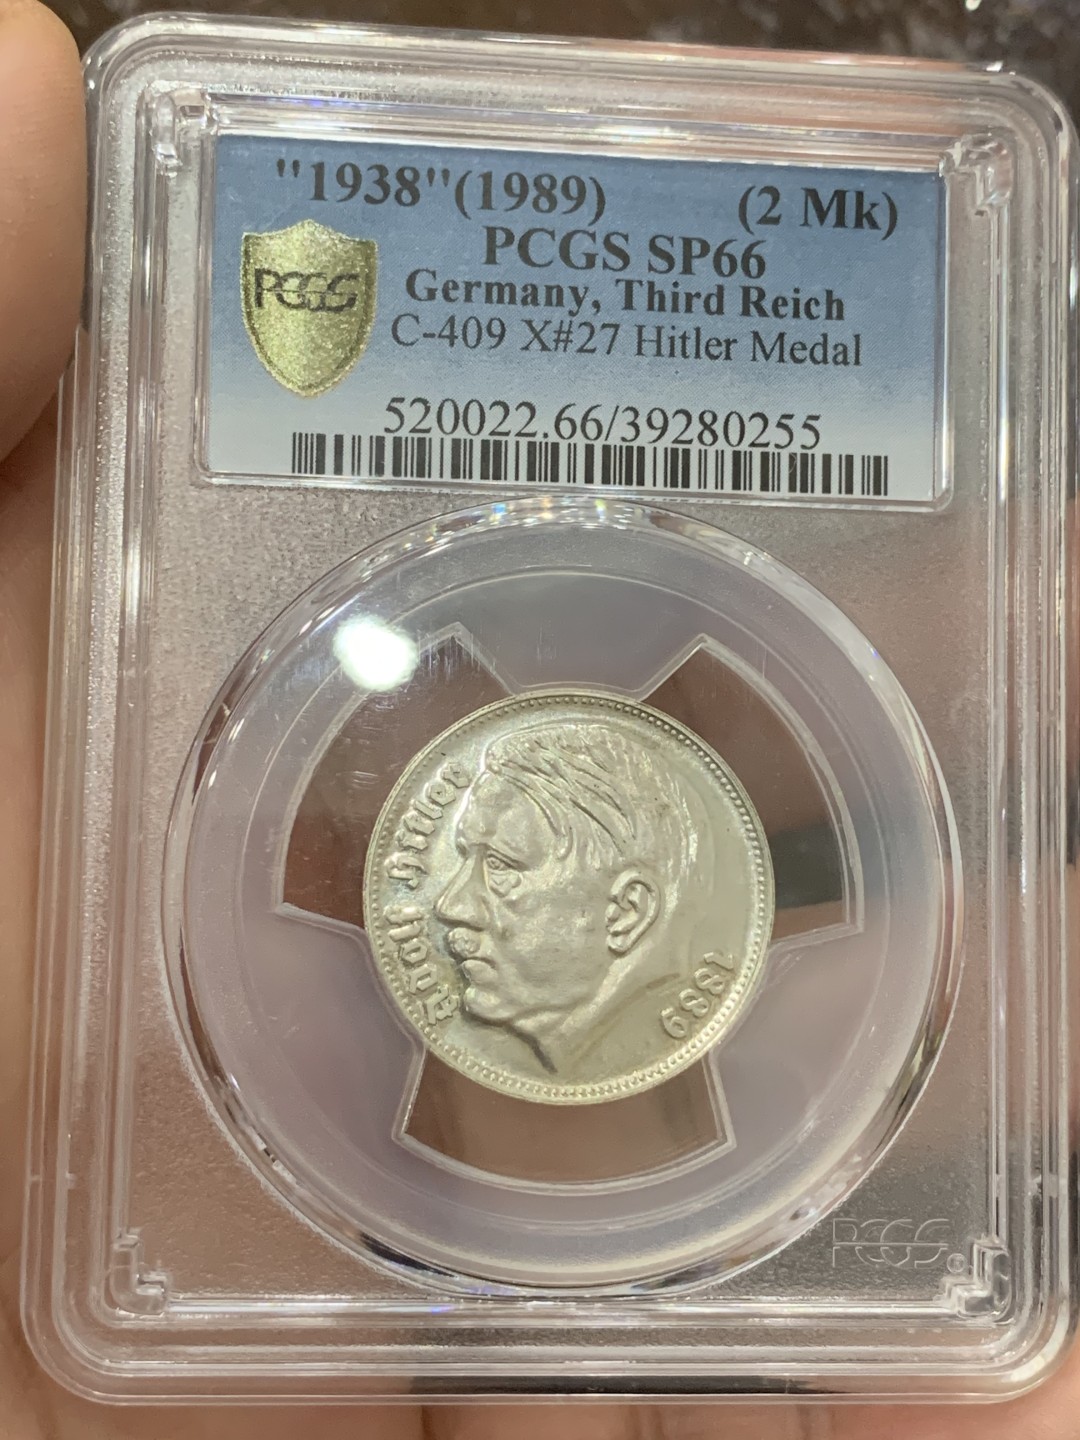 "1938"(1989) (2 Mk)
PCGS SP66
PCGS
Germany, Third Reich
C-409 X#27 Hitler Medal
520022.66/39280255
Adolf Hitler
1889
PCGS